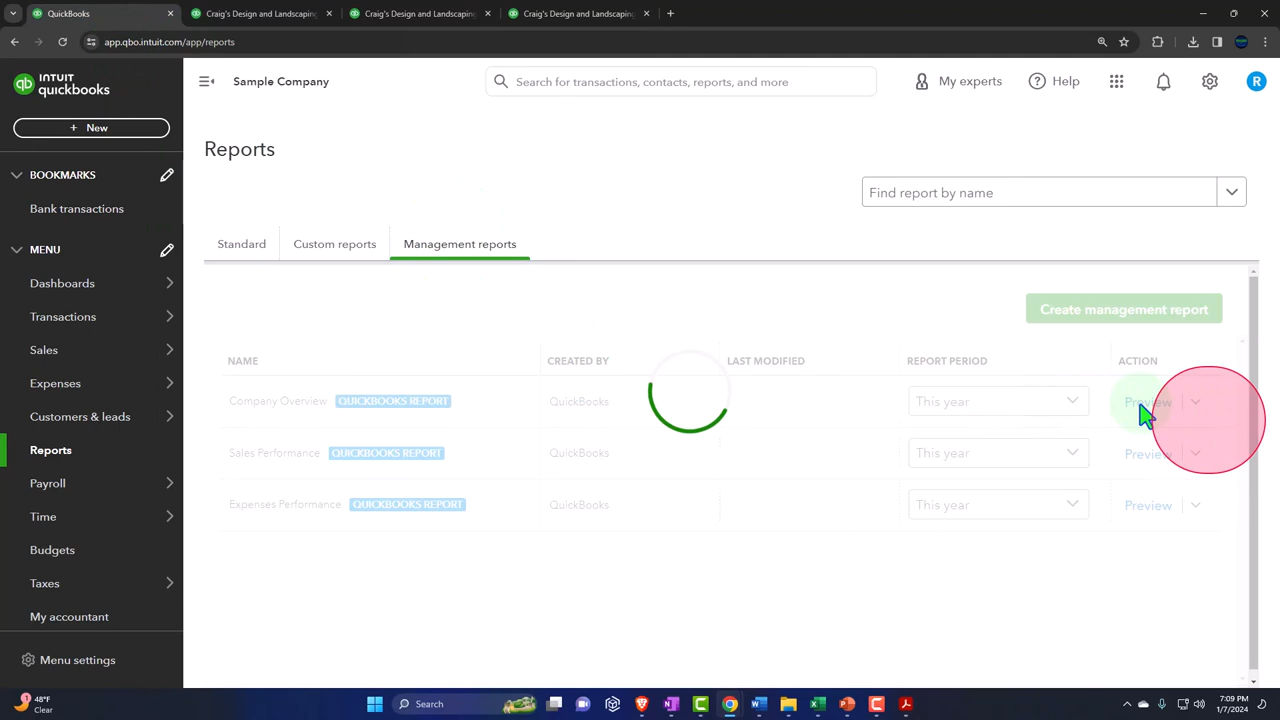 QuickBooks
Craig's Design and Landscaping
Craig's Design and Landscaping
Craig's Design and Landscaping
app.qbo.intuit.com/app/reports
INTUIT
quickbooks
Sample Company
Search for transactions, contacts, reports, and more
My experts
Help
R
+ New
Reports
BOOKMARKS
Find report by name
Bank transactions
Standard
Custom reports
Management reports
MENU
Dashboards
Create management report
Transactions
Sales
NAME
CREATED BY
LAST MODIFIED
REPORT PERIOD
ACTION
Expenses
Company Overview QUICKBOOKS REPORT
QuickBooks
This year
Preview
Customers & leads
Reports
Sales Performance QUICKBOOKS REPORT
QuickBooks
This year
Preview
Payroll
Expenses Performance QUICKBOOKS REPORT
QuickBooks
This year
Preview
Time
Budgets
Taxes
My accountant
Menu settings
48°F
Clear
Search
7:09 PM
1/7/2024